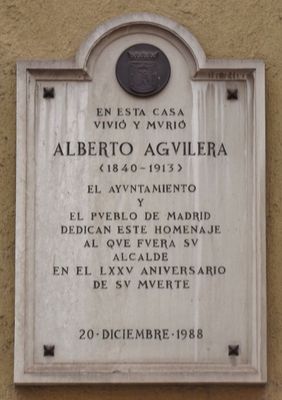 EN ESTA CASA
VIVIÓ Y MVRIÓ
ALBERTO AGVILERA
(1840-1913)
EL AYVNTAMIENTO
Y
EL PVEBLO DE MADRID
DEDICAN ESTE HOMENAJE
AL QVE FVERA SV
ALCALDE
EN EL LXXV ANIVERSARIO
DE SV MVERTE
20·DICIEMBRE·1988